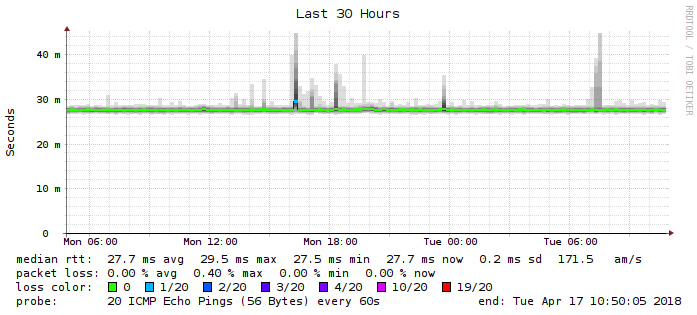 Last 30 Hours
RRDTOOL / TOBI OETIKER
Seconds
40 m
30 m
20 m
10 m
0
Mon 06:00 Mon 12:00 Mon 18:00 Tue 00:00 Tue 06:00
median rtt: 27.7 ms avg 29.5 ms max 27.5 ms min 27.7 ms now 0.2 ms sd 171.5 am/s
packet loss: 0.00 % avg 0.40 % max 0.00 % min 0.00 % now
loss color: 0 1/20 2/20 3/20 4/20 10/20 19/20
probe: 20 ICMP Echo Pings (56 Bytes) every 60s end: Tue Apr 17 10:50:05 2018